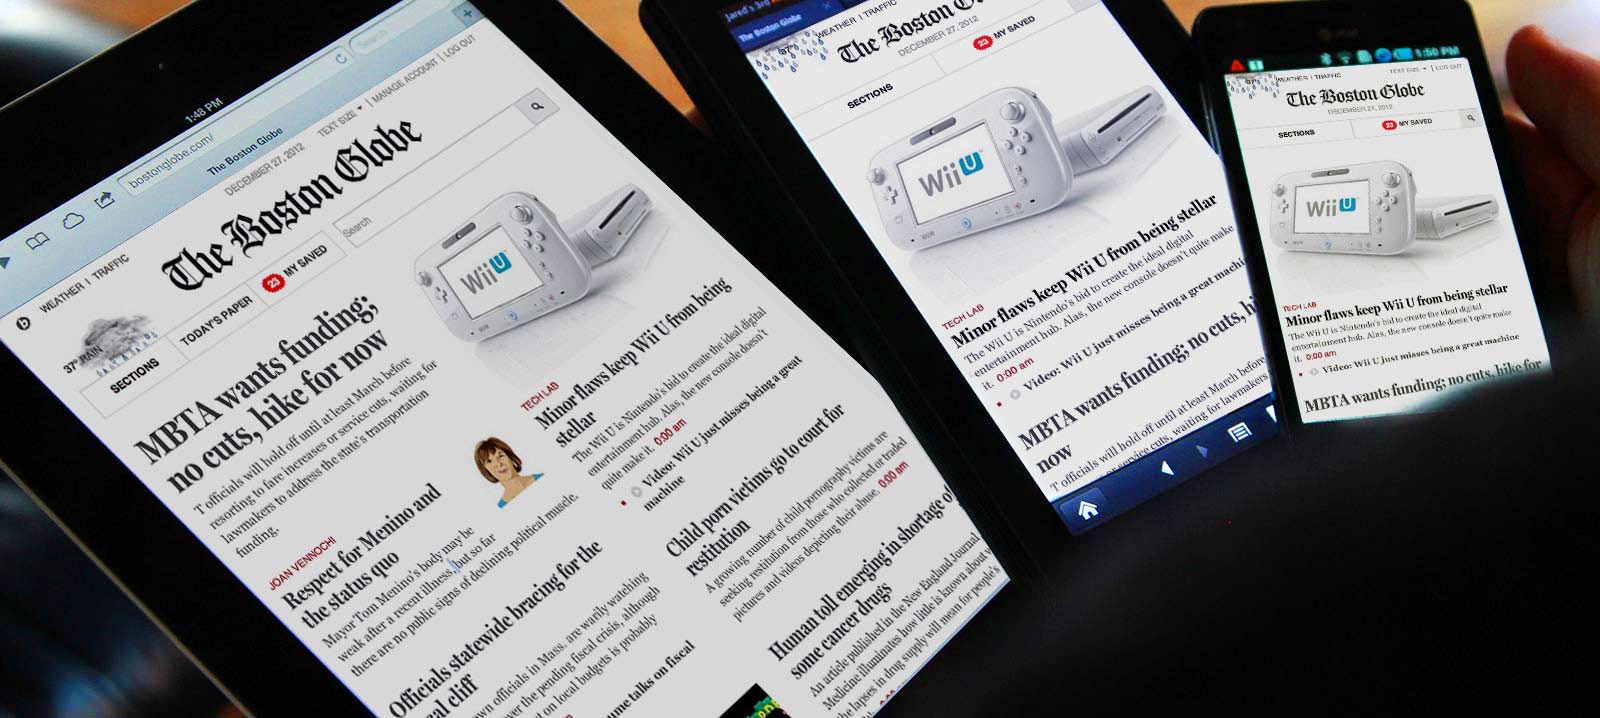 1:48 PM
bostonglobe.com/
Search
The Boston Globe
WEATHER | TRAFFIC
TEXT SIZE
MANAGE ACCOUNT | LOG OUT
DECEMBER 27, 2012
The Boston Globe
37° RAIN
SECTIONS
TODAY'S PAPER
23 MY SAVED
Search
MBTA wants funding;
no cuts, hike for now
T officials will hold off until at least March before
resorting to fare increases or service cuts, waiting for
lawmakers to address the state's transportation
funding.
JOAN VENNOCHI
Respect for Menino and
the status quo
Mayor Tom Menino's body may be
weak after a recent illness, but so far
there are no public signs of declining political muscle.
Officials statewide bracing for the
cal cliff
wn officials in Mass. are warily watching
over the pending fiscal crisis, although
on local budgets is probably
ume talks on fiscal
Wii U
TECH LAB
Minor flaws keep Wii U from being
stellar
The Wii U is Nintendo's bid to create the ideal digital
entertainment hub. Alas, the new console doesn't
quite make it. 0:00 am
Video: Wii U just misses being a great
machine
Child porn victims go to court for
restitution
A growing number of child pornography victims are
seeking restitution from those who collected or traded
pictures and videos depicting their abuse. 0:00 am
Human toll emerging in shortage of
some cancer drugs
An article published in the New England Journal
Medicine illuminates how little is known about
the lapses in drug supply will mean for people's
Jared's 3rd
The Boston Globe
37°
WEATHER | TRAFFIC
The Boston Globe
DECEMBER 27, 2012
SECTIONS
23 MY SAVED
Wii U
TECH LAB
Minor flaws keep Wii U from being stellar
The Wii U is Nintendo's bid to create the ideal digital
entertainment hub. Alas, the new console doesn't quite make
it. 0:00 am
Video: Wii U just misses being a great machi
MBTA wants funding; no cuts, hi
now
T officials will hold off until at least March before
or service cuts, waiting for lawmakers
1:50 PM
WEATHER | TRAFFIC
TEXT SIZE
LOG OUT
The Boston Globe
DECEMBER 27, 2012
SECTIONS
23 MY SAVED
Wii U
TECH LAB
Minor flaws keep Wii U from being stellar
The Wii U is Nintendo's bid to create the ideal digital
entertainment hub. Alas, the new console doesn't quite make
it. 0:00 am
Video: Wii U just misses being a great machine
MBTA wants funding; no cuts, hike for